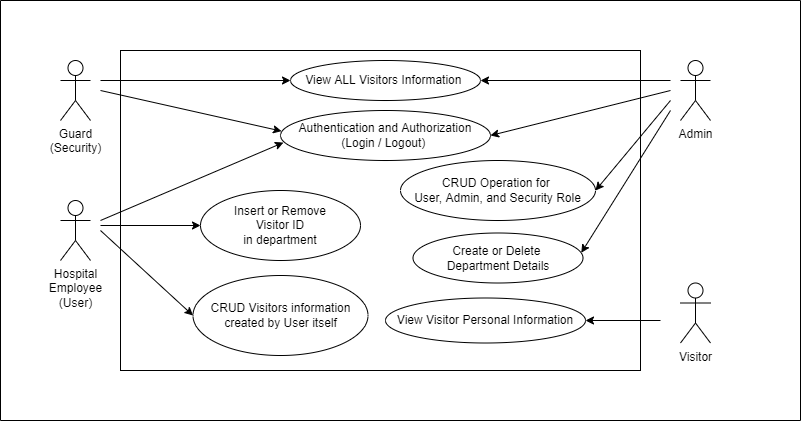 View ALL Visitors Information
Guard
(Security)
Admin
Authentication and Authorization
(Login / Logout)
CRUD Operation for
User, Admin, and Security Role
Insert or Remove
Visitor ID
in department
Create or Delete
Department Details
Hospital
Employee
(User)
CRUD Visitors information
created by User itself
View Visitor Personal Information
Visitor